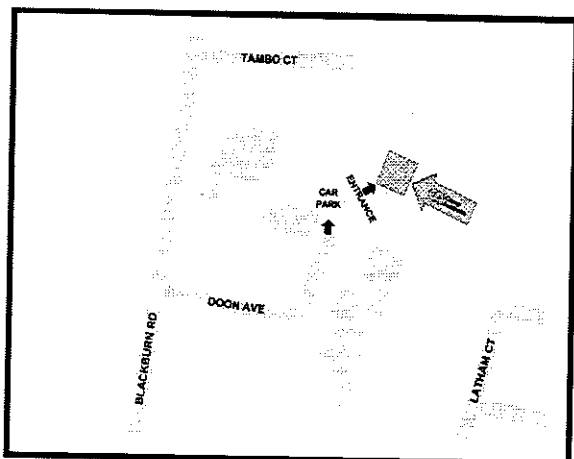 TAMBO CT
CAR
PARK
ENTRANCE
DOON AVE
BLACKBURN RD
LATHAM CT